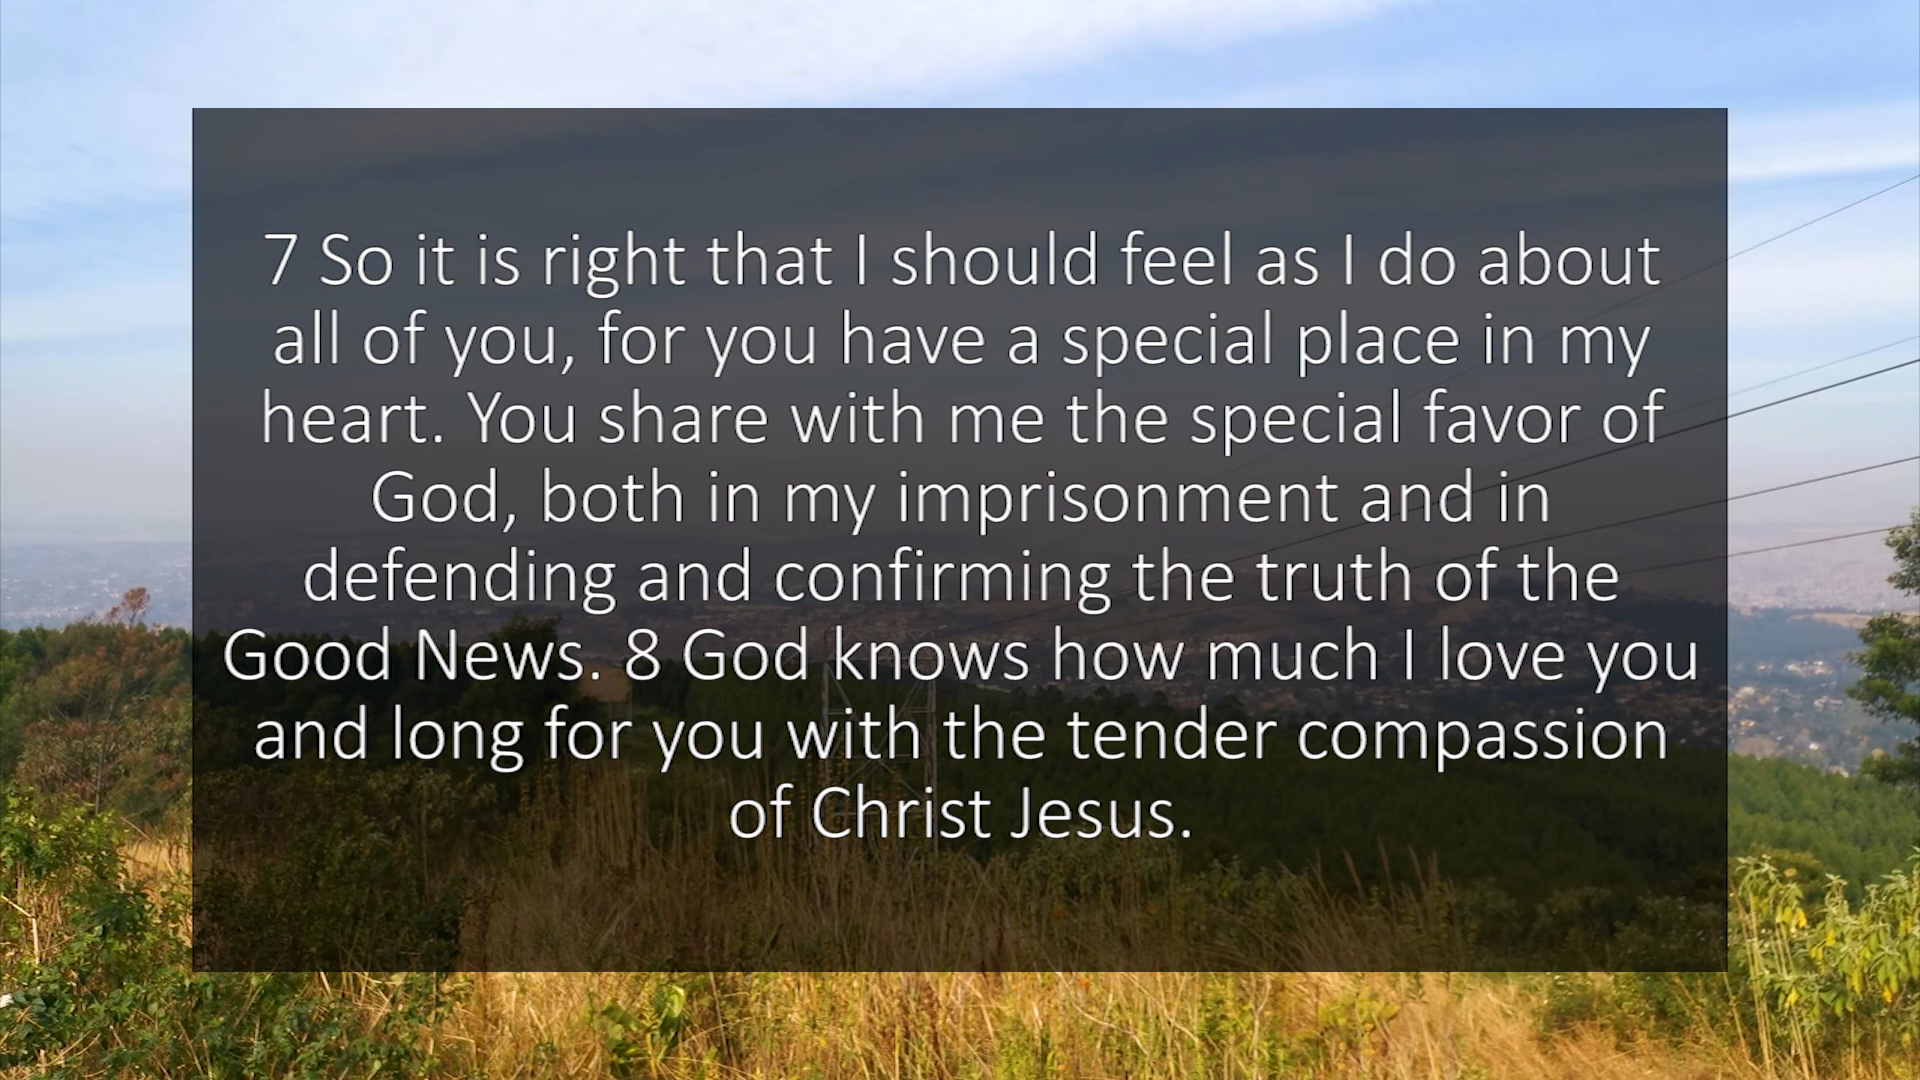 7 So it is right that I should feel as I do about
all of you, for you have a special place in my
heart. You share with me the special favor of
God, both in my imprisonment and in
defending and confirming the truth of the
Good News. 8 God knows how much I love you
and long for you with the tender compassion
of Christ Jesus.